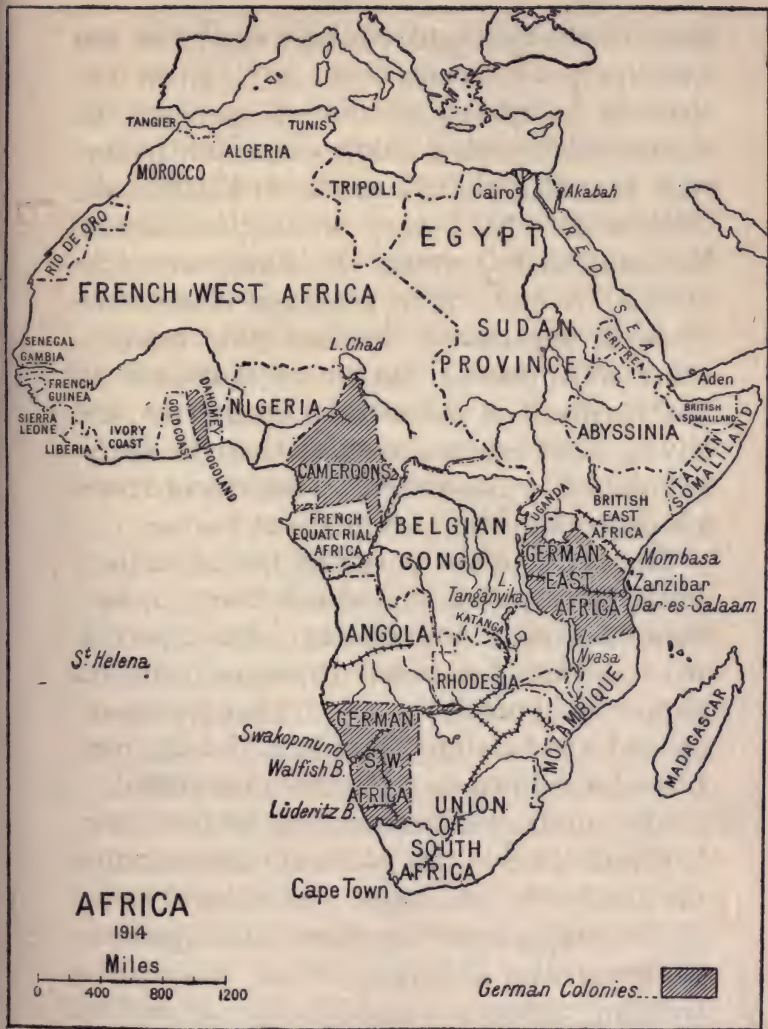 TANGIER
TUNIS
ALGERIA
MOROCCO
TRIPOLI
Cairo
Akabah
RIO DE ORO
EGYPT
RED SEA
FRENCH WEST AFRICA
SUDAN
PROVINCE
ERITREA
SENEGAL
GAMBIA
L. Chad
Aden
FRENCH
GUINEA
DAHOMEY
NIGERIA
BRITISH
SOMALILAND
SIERRA
LEONE
IVORY
COAST
GOLD COAST
TOGOLAND
ABYSSINIA
ITALIAN
SOMALILAND
LIBERIA
CAMEROONS
UGANDA
BRITISH
EAST
AFRICA
FRENCH
EQUATORIAL
AFRICA
BELGIAN
CONGO
GERMAN
EAST
AFRICA
Mombasa
Zanzibar
Dar-es-Salaam
L.
Tanganyika
KATANGA
ANGOLA
L.
Nyasa
St Helena
RHODESIA
MOZAMBIQUE
MADAGASCAR
GERMAN
S.W.
AFRICA
Swakopmund
Walfish B.
Lüderitz B.
UNION
OF
SOUTH
AFRICA
Cape Town
AFRICA
1914
Miles
0 400 800 1200
German Colonies...